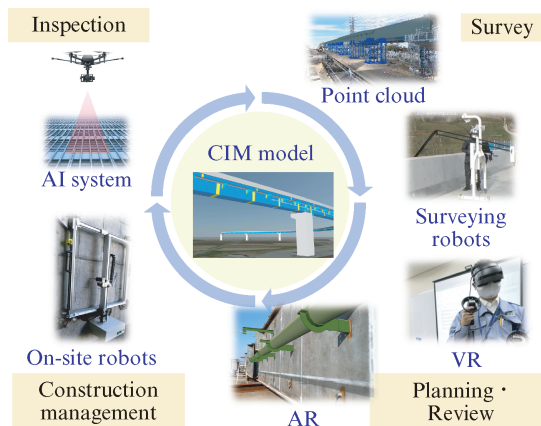 Inspection
Survey
Point cloud
CIM model
AI system
Surveying
robots
On-site robots
VR
Construction
management
AR
Planning・
Review